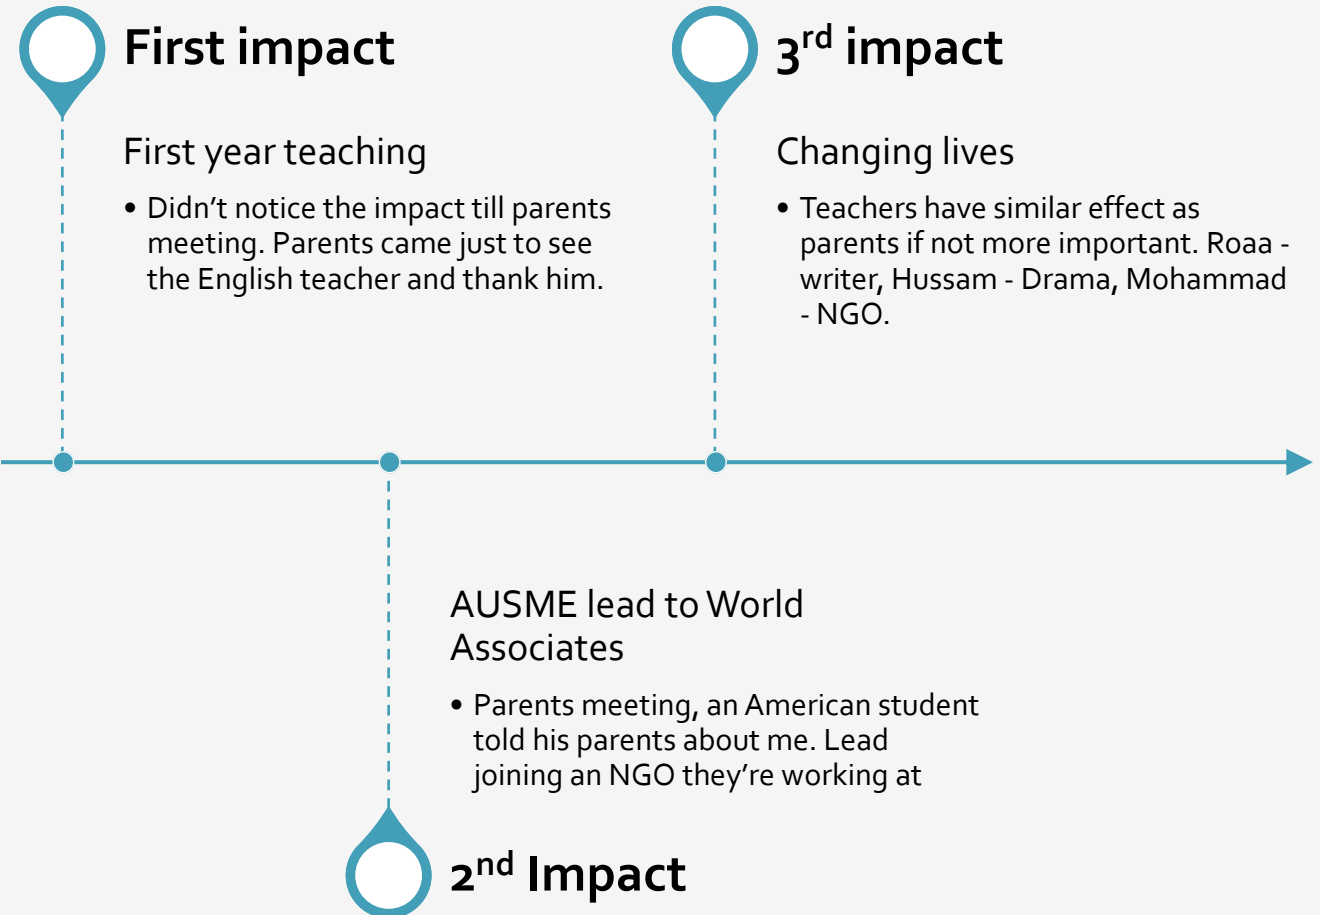 First impact
First year teaching
• Didn’t notice the impact till parents
meeting. Parents came just to see
the English teacher and thank him.
3rd impact
Changing lives
• Teachers have similar effect as
parents if not more important. Roaa -
writer, Hussam - Drama, Mohammad
- NGO.
AUSME lead to World
Associates
• Parents meeting, an American student
told his parents about me. Lead
joining an NGO they’re working at
2nd Impact